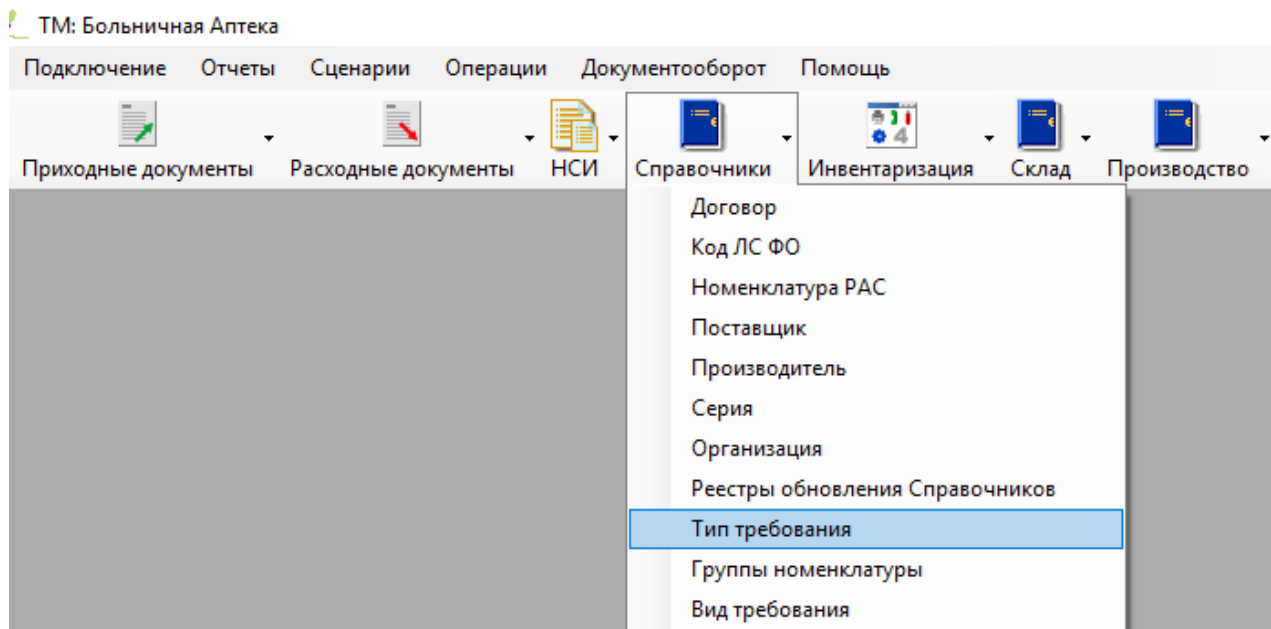 ТМ: Больничная Аптека
Подключение Отчеты Сценарии Операции Документооборот Помощь
Приходные документы Расходные документы НСИ Справочники Инвентаризация Склад Производство
Договор
Код ЛС ФО
Номенклатура РАС
Поставщик
Производитель
Серия
Организация
Реестры обновления Справочников
Тип требования
Группы номенклатуры
Вид требования